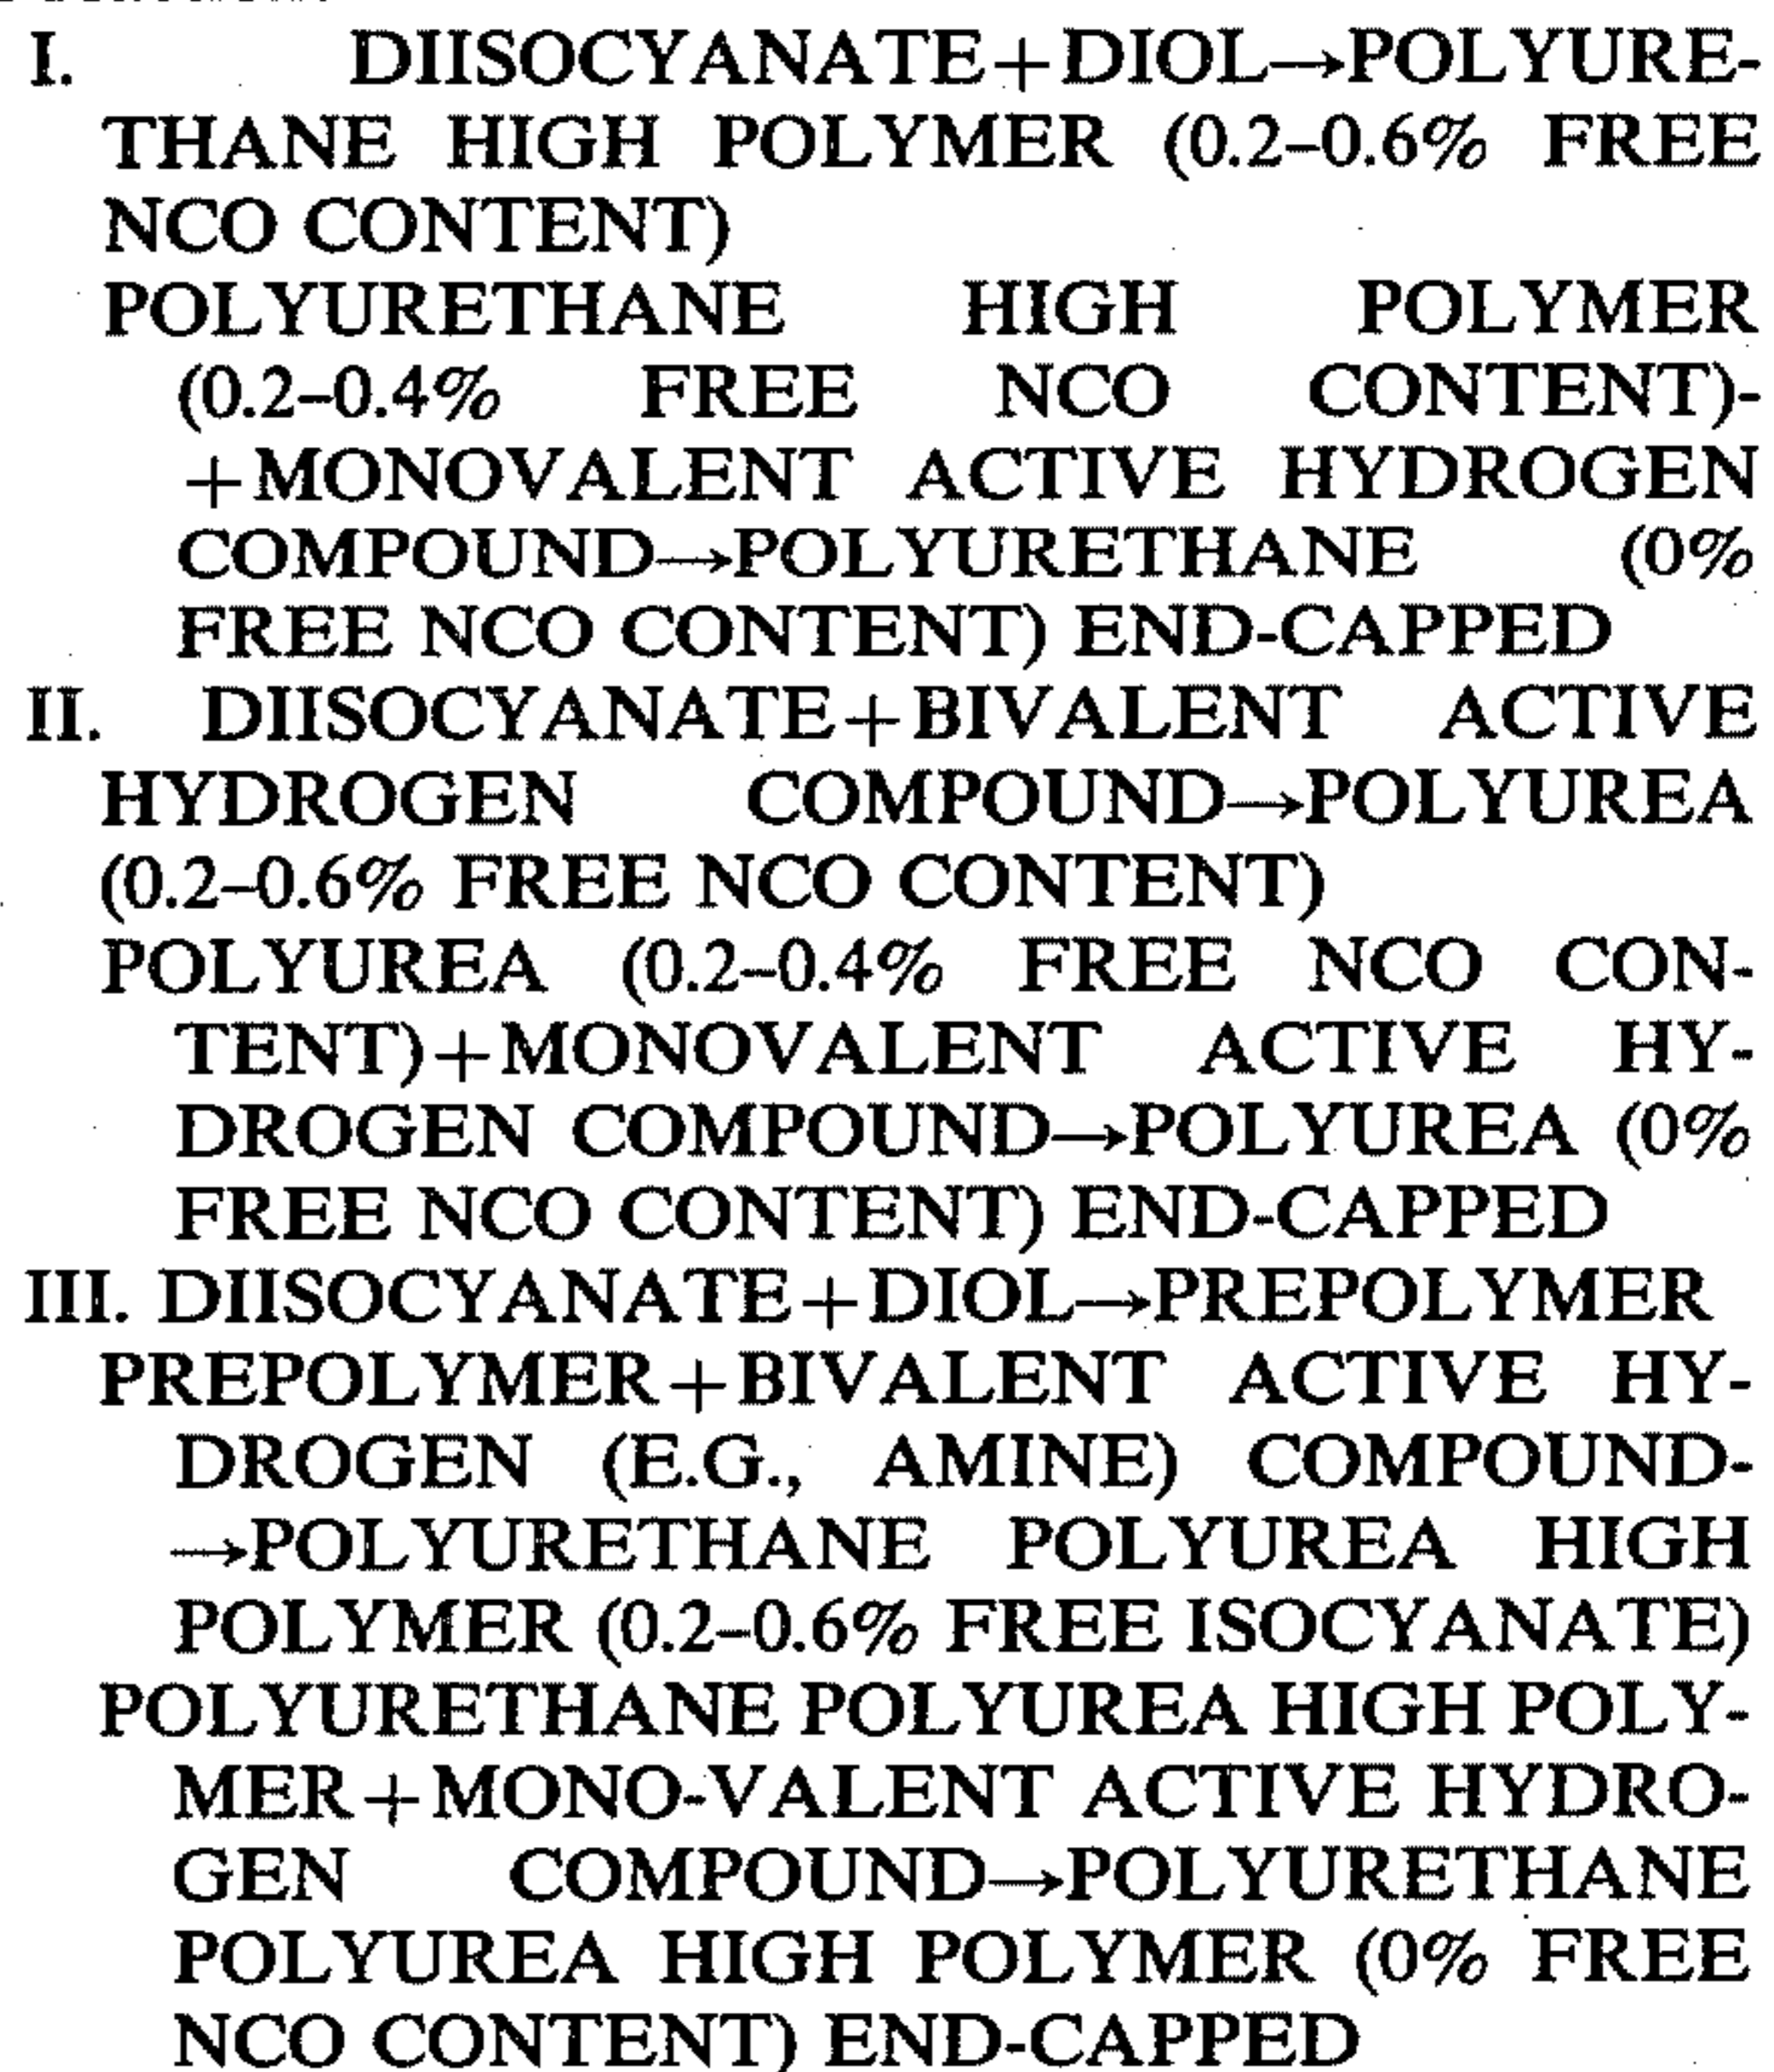 I. DIISOCYANATE+DIOL→POLYURE-
THANE HIGH POLYMER (0.2–0.6% FREE
NCO CONTENT)
POLYURETHANE HIGH POLYMER
(0.2–0.4% FREE NCO CONTENT)-
+MONOVALENT ACTIVE HYDROGEN
COMPOUND→POLYURETHANE (0%
FREE NCO CONTENT) END-CAPPED
II. DIISOCYANATE+BIVALENT ACTIVE
HYDROGEN COMPOUND→POLYUREA
(0.2–0.6% FREE NCO CONTENT)
POLYUREA (0.2–0.4% FREE NCO CON-
TENT)+MONOVALENT ACTIVE HY-
DROGEN COMPOUND→POLYUREA (0%
FREE NCO CONTENT) END-CAPPED
III. DIISOCYANATE+DIOL→PREPOLYMER
PREPOLYMER+BIVALENT ACTIVE HY-
DROGEN (E.G., AMINE) COMPOUND-
→POLYURETHANE POLYUREA HIGH
POLYMER (0.2–0.6% FREE ISOCYANATE)
POLYURETHANE POLYUREA HIGH POLY-
MER+MONO-VALENT ACTIVE HYDRO-
GEN COMPOUND→POLYURETHANE
POLYUREA HIGH POLYMER (0% FREE
NCO CONTENT) END-CAPPED